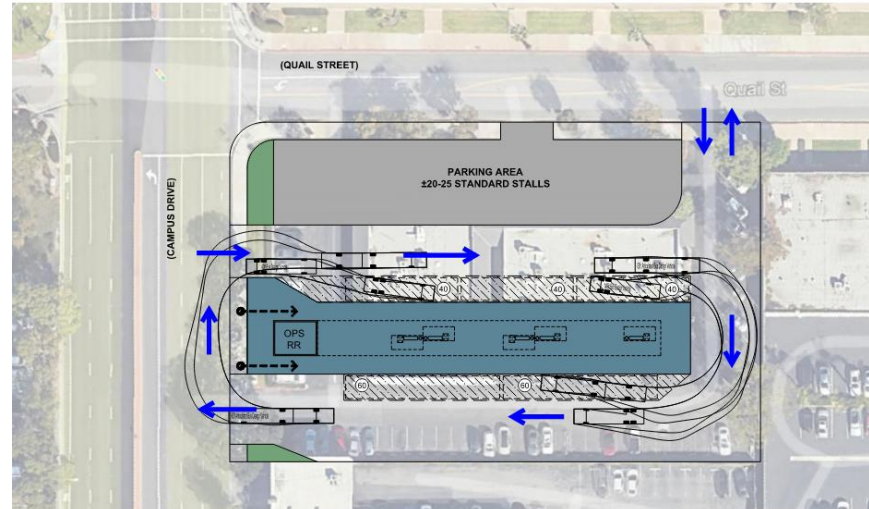 (QUAIL STREET)
Quail St
PARKING AREA
±20-25 STANDARD STALLS
(CAMPUS DRIVE)
40
40
40
OPS
RR
60
60